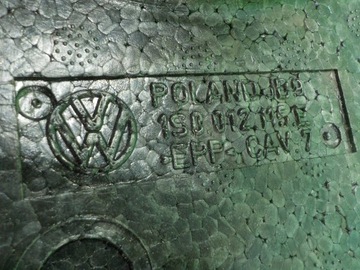 POLAND
1S0 012 115 E
>EPP< CAV.7